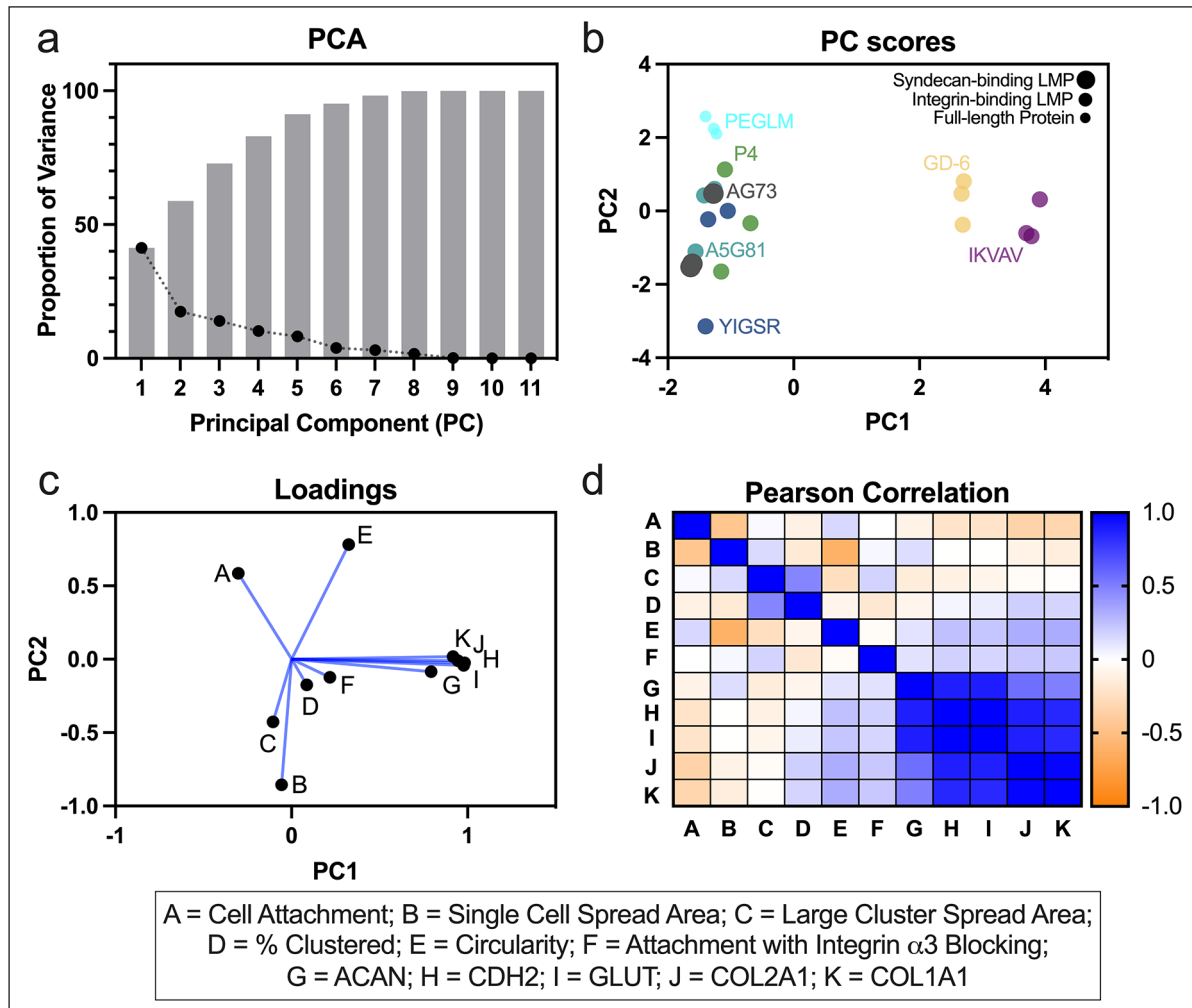 a
PCA
Proportion of Variance
100
50
0
1 2 3 4 5 6 7 8 9 10 11
Principal Component (PC)
b
PC scores
Syndecan-binding LMP
Integrin-binding LMP
Full-length Protein
PC2
4
2
0
-2
-4
PEGLM
P4
AG73
A5G81
YIGSR
GD-6
IKVAV
-2 0 2 4
PC1
c
Loadings
PC2
1.0
0.5
0.0
-0.5
-1.0
A
E
K
J
H
I
G
F
D
C
B
-1 0 1
PC1
d
Pearson Correlation
A
B
C
D
E
F
G
H
I
J
K
A B C D E F G H I J K
1.0
0.5
0
-0.5
-1.0
A = Cell Attachment; B = Single Cell Spread Area; C = Large Cluster Spread Area;
D = % Clustered; E = Circularity; F = Attachment with Integrin α3 Blocking;
G = ACAN; H = CDH2; I = GLUT; J = COL2A1; K = COL1A1